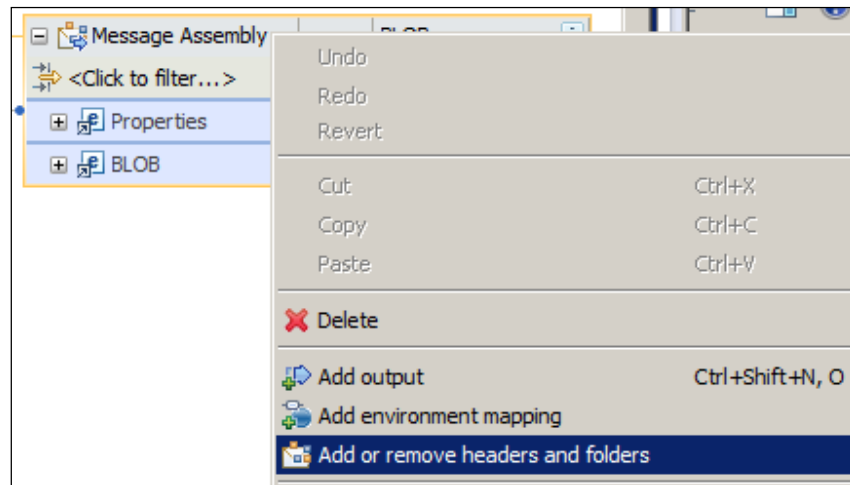 Message Assembly
<Click to filter...>
Properties
BLOB
Undo
Redo
Revert
Cut Ctrl+X
Copy Ctrl+C
Paste Ctrl+V
Delete
Add output Ctrl+Shift+N, O
Add environment mapping
Add or remove headers and folders